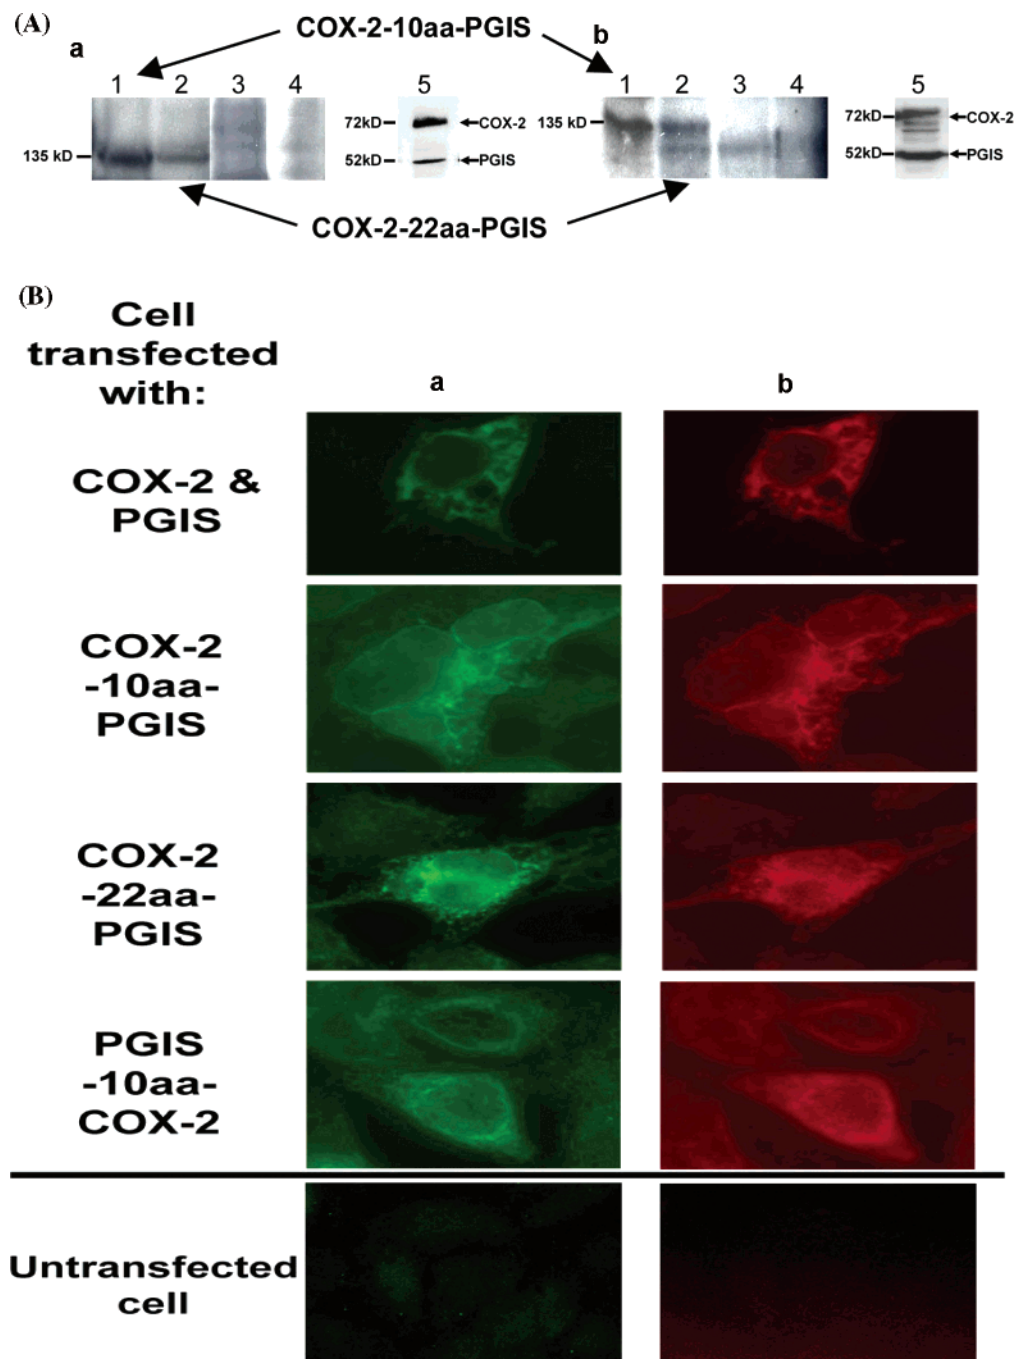 (A)
a
COX-2-10aa-PGIS
b
1 2 3 4 5
1 2 3 4 5
135 kD
72kD
COX-2
52kD
PGIS
135 kD
72kD
COX-2
52kD
PGIS
COX-2-22aa-PGIS
(B)
Cell
transfected
with:
a
b
COX-2 &
PGIS
COX-2
-10aa-
PGIS
COX-2
-22aa-
PGIS
PGIS
-10aa-
COX-2
Untransfected
cell